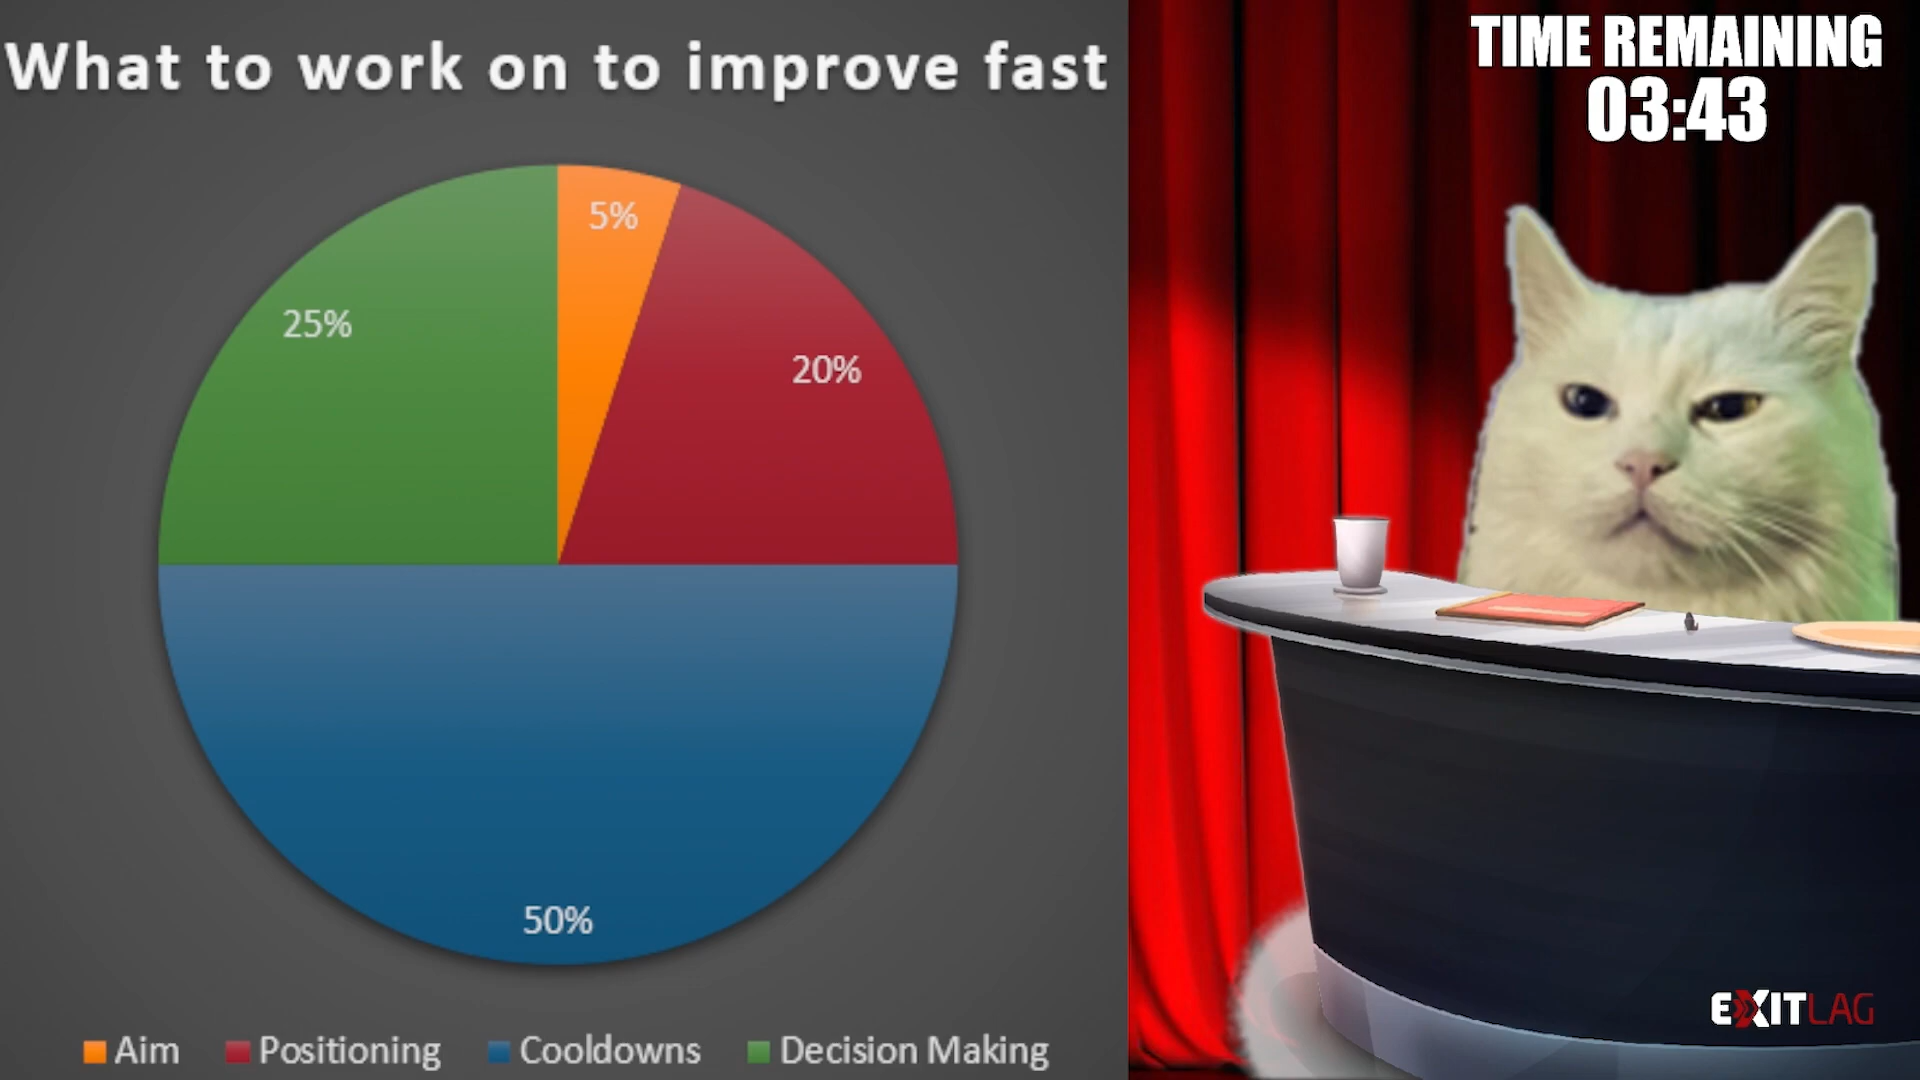 What to work on to improve fast
5%
25%
20%
50%
Aim
Positioning
Cooldowns
Decision Making
TIME REMAINING
03:43
EXITLAG